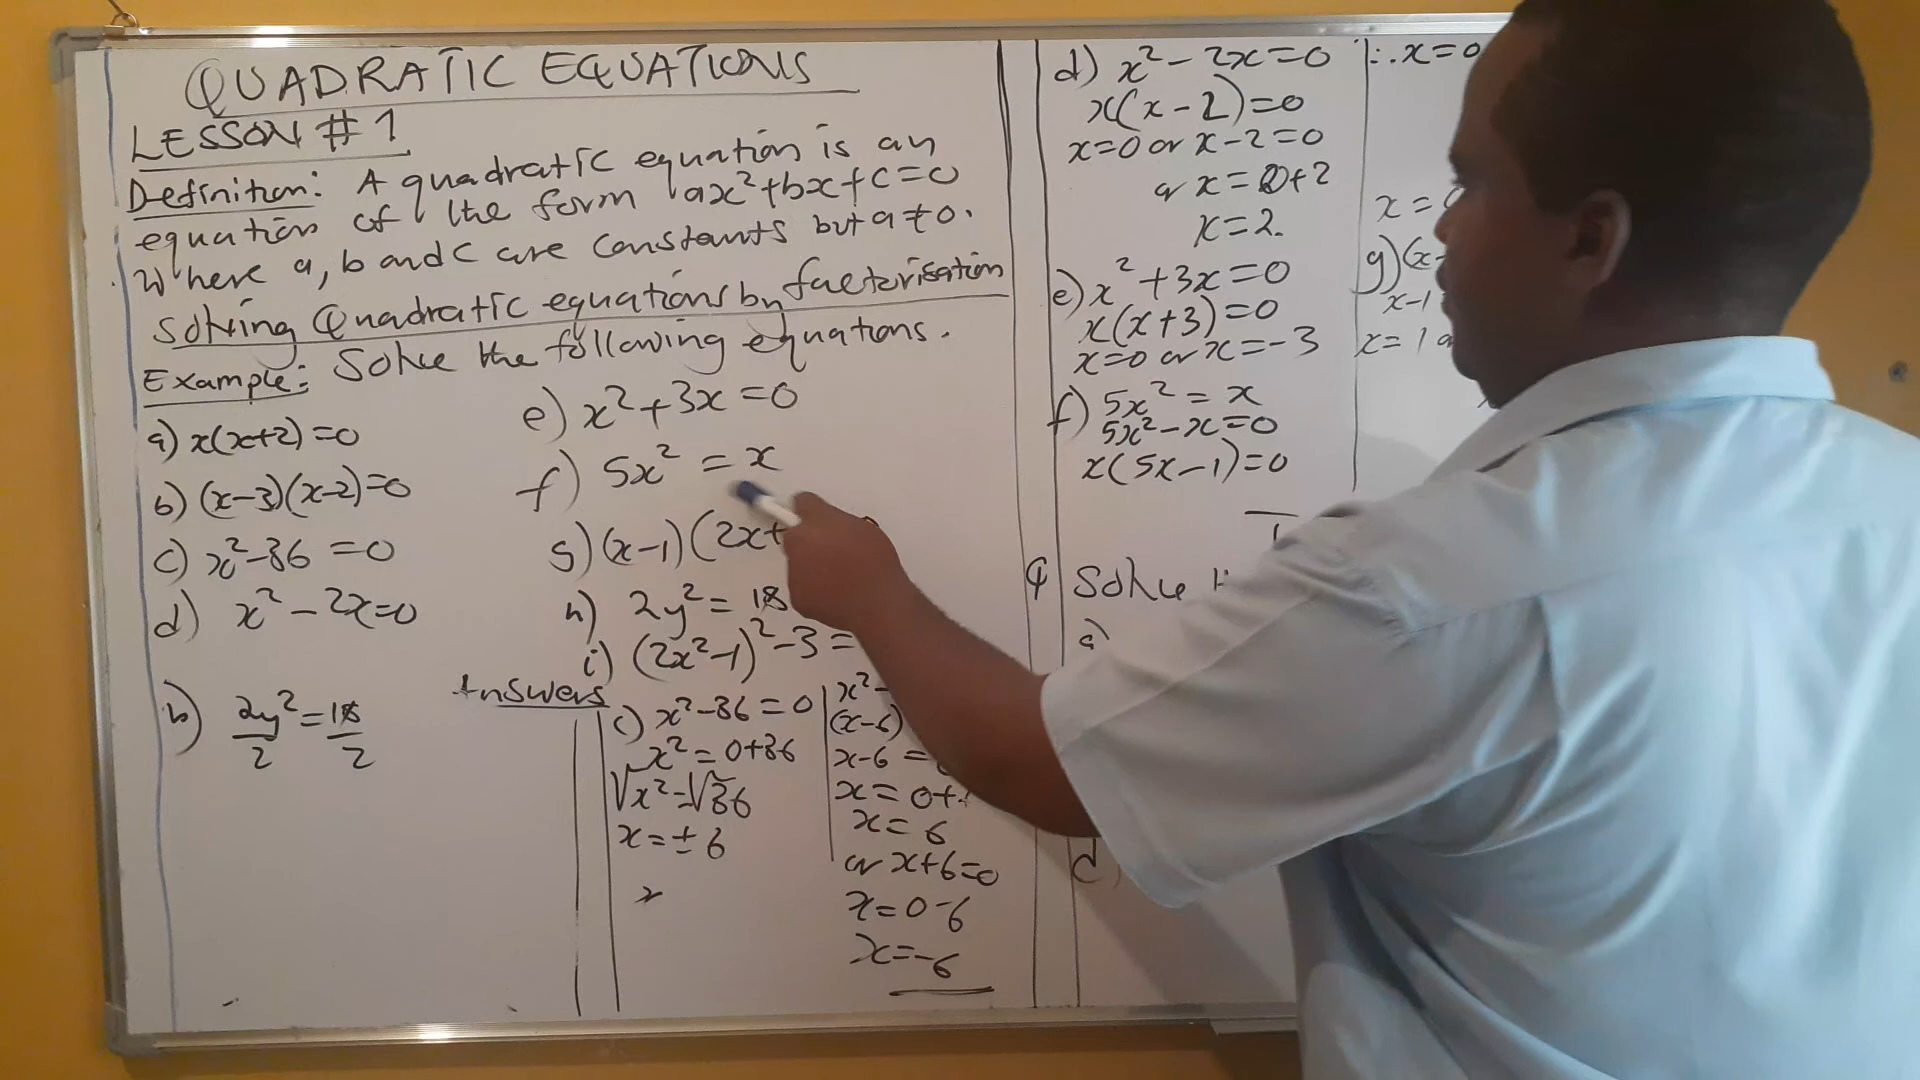 QUADRATIC EQUATIONS
LESSON # 1
Definition: A quadratic equation is an
equation of the form ax²+bx+c=0
Where a, b and c are constants but a≠0.
Solving Quadratic equations by factorisation
Example: Solve the following equations.
a) x(x+2)=0
b) (x-3)(x-2)=0
c) x²-36=0
d) x²-2x=0
e) x²+3x=0
f) 5x²=x
g) (x-1)(2x+
h) 2y²=18
i) (2x²-1)²-3=
Answers
h) 2y²/2=18/2
c) x²-36=0
x²=0+36
√x²=√36
x=±6
x
x²-
(x-6)
x-6=
x=0+
x=6
or x+6=0
x=0-6
x=-6
d) x²-2x=0
x(x-2)=0
x=0 or x-2=0
or x=0+2
x=2.
e) x²+3x=0
x(x+3)=0
x=0 or x=-3
f) 5x²=x
5x²-x=0
x(5x-1)=0
∴x=0
x=
g) (x-
x-1
x=1 or
Q Solve
a)
d)